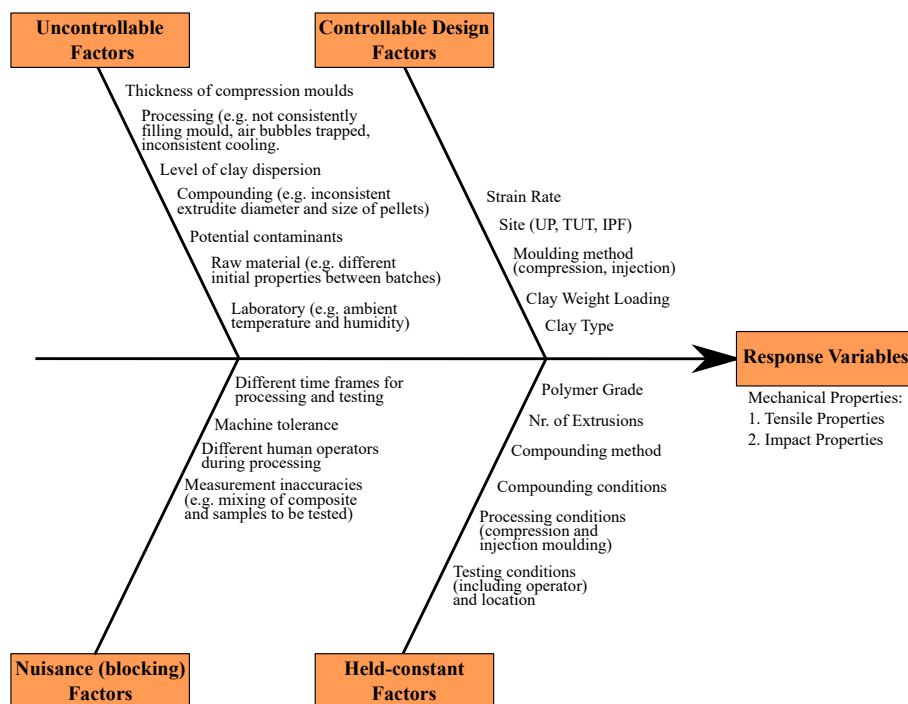 Uncontrollable
Factors
Controllable Design
Factors
Thickness of compression moulds
Processing (e.g. not consistently
filling mould, air bubbles trapped,
inconsistent cooling.
Level of clay dispersion
Compounding (e.g. inconsistent
extrudite diameter and size of pellets)
Potential contaminants
Raw material (e.g. different
initial properties between batches)
Laboratory (e.g. ambient
temperature and humidity)
Strain Rate
Site (UP, TUT, IPF)
Moulding method
(compression, injection)
Clay Weight Loading
Clay Type
Response Variables
Mechanical Properties:
1. Tensile Properties
2. Impact Properties
Different time frames for
processing and testing
Machine tolerance
Different human operators
during processing
Measurement inaccuracies
(e.g. mixing of composite
and samples to be tested)
Polymer Grade
Nr. of Extrusions
Compounding method
Compounding conditions
Processing conditions
(compression and
injection moulding)
Testing conditions
(including operator)
and location
Nuisance (blocking)
Factors
Held-constant
Factors